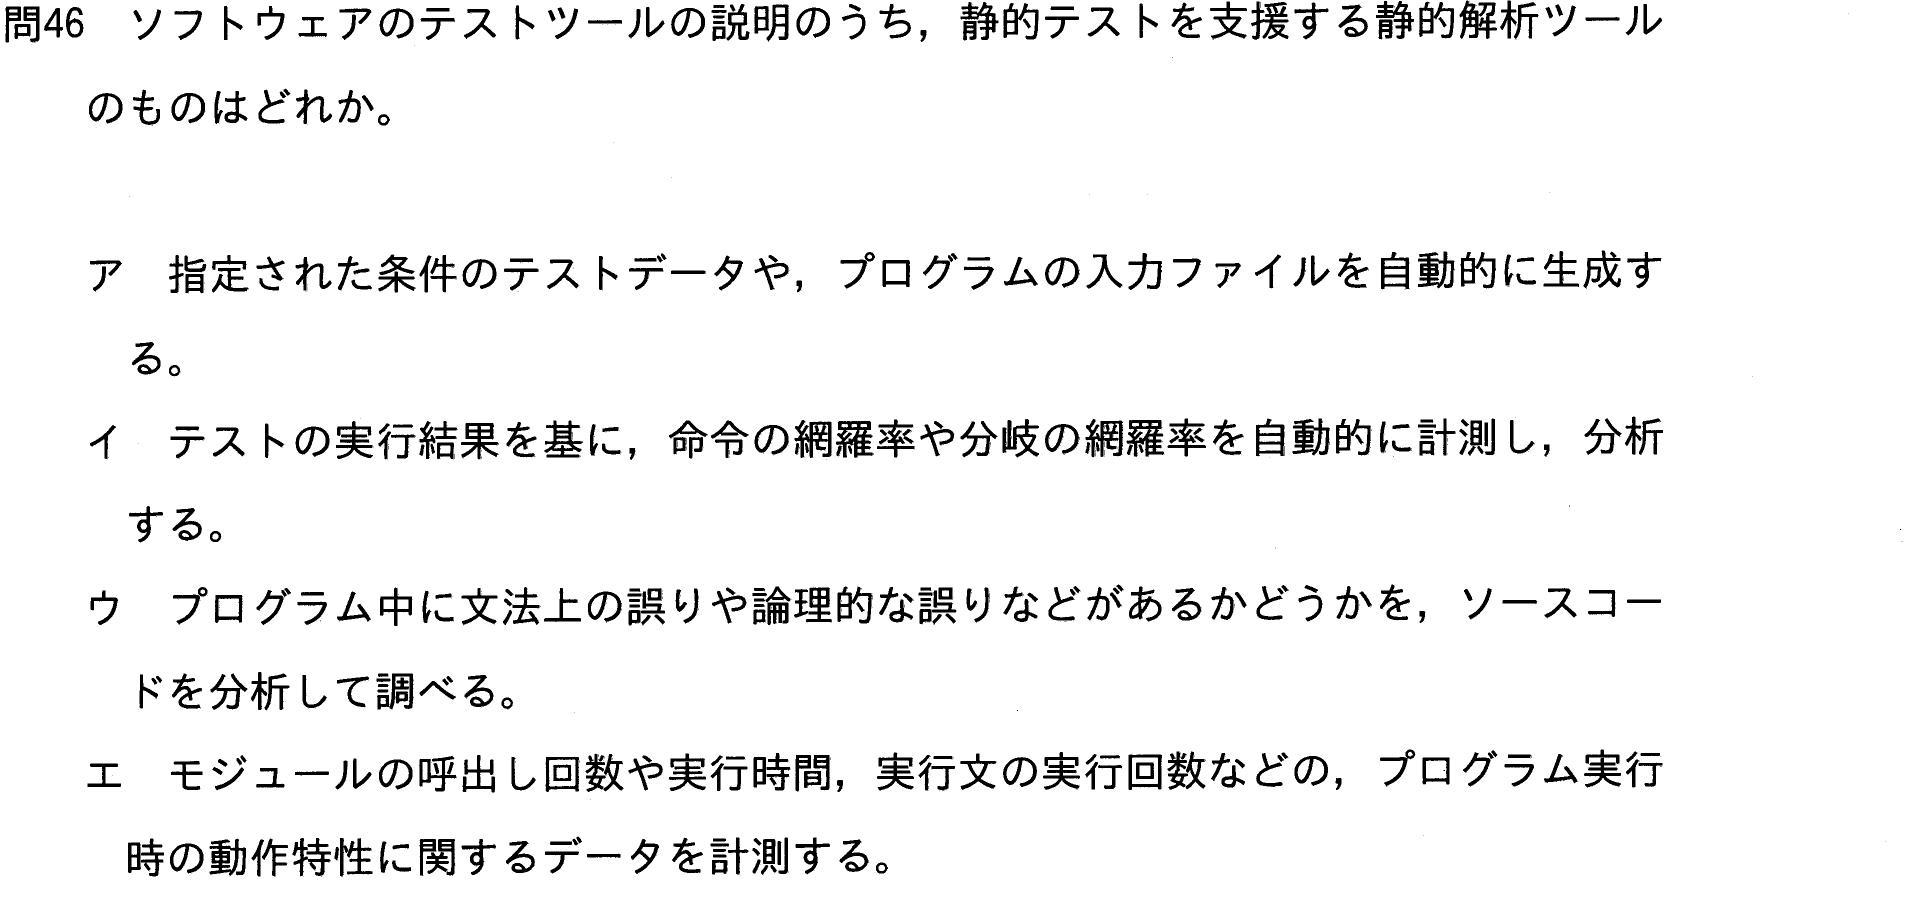 問46　ソフトウェアのテストツールの説明のうち，静的テストを支援する静的解析ツール
のものはどれか。
ア　指定された条件のテストデータや，プログラムの入力ファイルを自動的に生成す
る。
イ　テストの実行結果を基に，命令の網羅率や分岐の網羅率を自動的に計測し，分析
する。
ウ　プログラム中に文法上の誤りや論理的な誤りなどがあるかどうかを，ソースコー
ドを分析して調べる。
エ　モジュールの呼出し回数や実行時間，実行文の実行回数などの，プログラム実行
時の動作特性に関するデータを計測する。